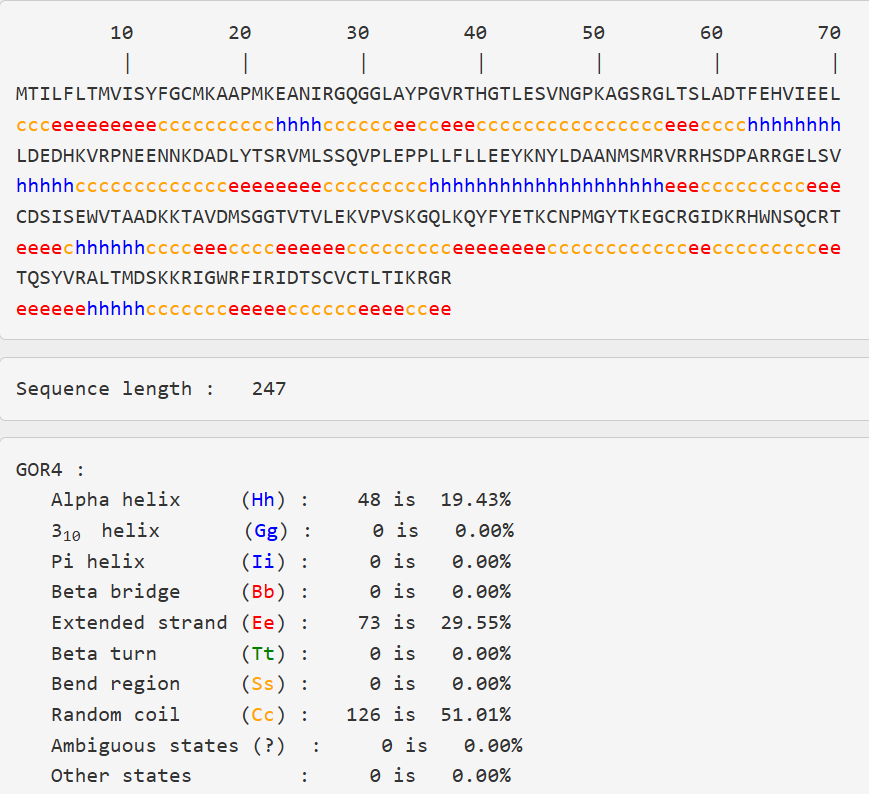 10 20 30 40 50 60 70
| | | | | | |
MTILFLTMVISYFGCMKAAPMKEANIRGQGGLAYPGVRTHGTLESVNGPKAGSRGLTSLADTFEHVIEEL
ccceeeeeeeeecccccccccchhhhcccccceecceeecccccccccccccccceeecccchhhhhhhh
LDEDHKVRPNEENNKDADLYTSRVMLSSQVPLEPPLLFLLEEYKNYLDAANMSMRVRRHSDPARRGELSV
hhhhhccccccccccccceeeeeeeeccccccccchhhhhhhhhhhhhhhhhhhheeeccccccccceee
CDSISEWVTAADKKTAVDMSGGTVTVLEKVPVSKGQLKQYFYETKCNPMGYTKEGCRGIDKRHWNSQCRT
eeeechhhhhhcccceeecccceeeeeeccccccccceeeeeeeecccccccccccceecccccccccee
TQSYVRALTMDSKKRIGWRFIRIDTSCVCTLTIKRGR
eeeeeehhhhhccccccceeeeecccccceeeeccee
Sequence length : 247
GOR4 :
Alpha helix (Hh) : 48 is 19.43%
3₁₀ helix (Gg) : 0 is 0.00%
Pi helix (Ii) : 0 is 0.00%
Beta bridge (Bb) : 0 is 0.00%
Extended strand (Ee) : 73 is 29.55%
Beta turn (Tt) : 0 is 0.00%
Bend region (Ss) : 0 is 0.00%
Random coil (Cc) : 126 is 51.01%
Ambiguous states (?) : 0 is 0.00%
Other states : 0 is 0.00%